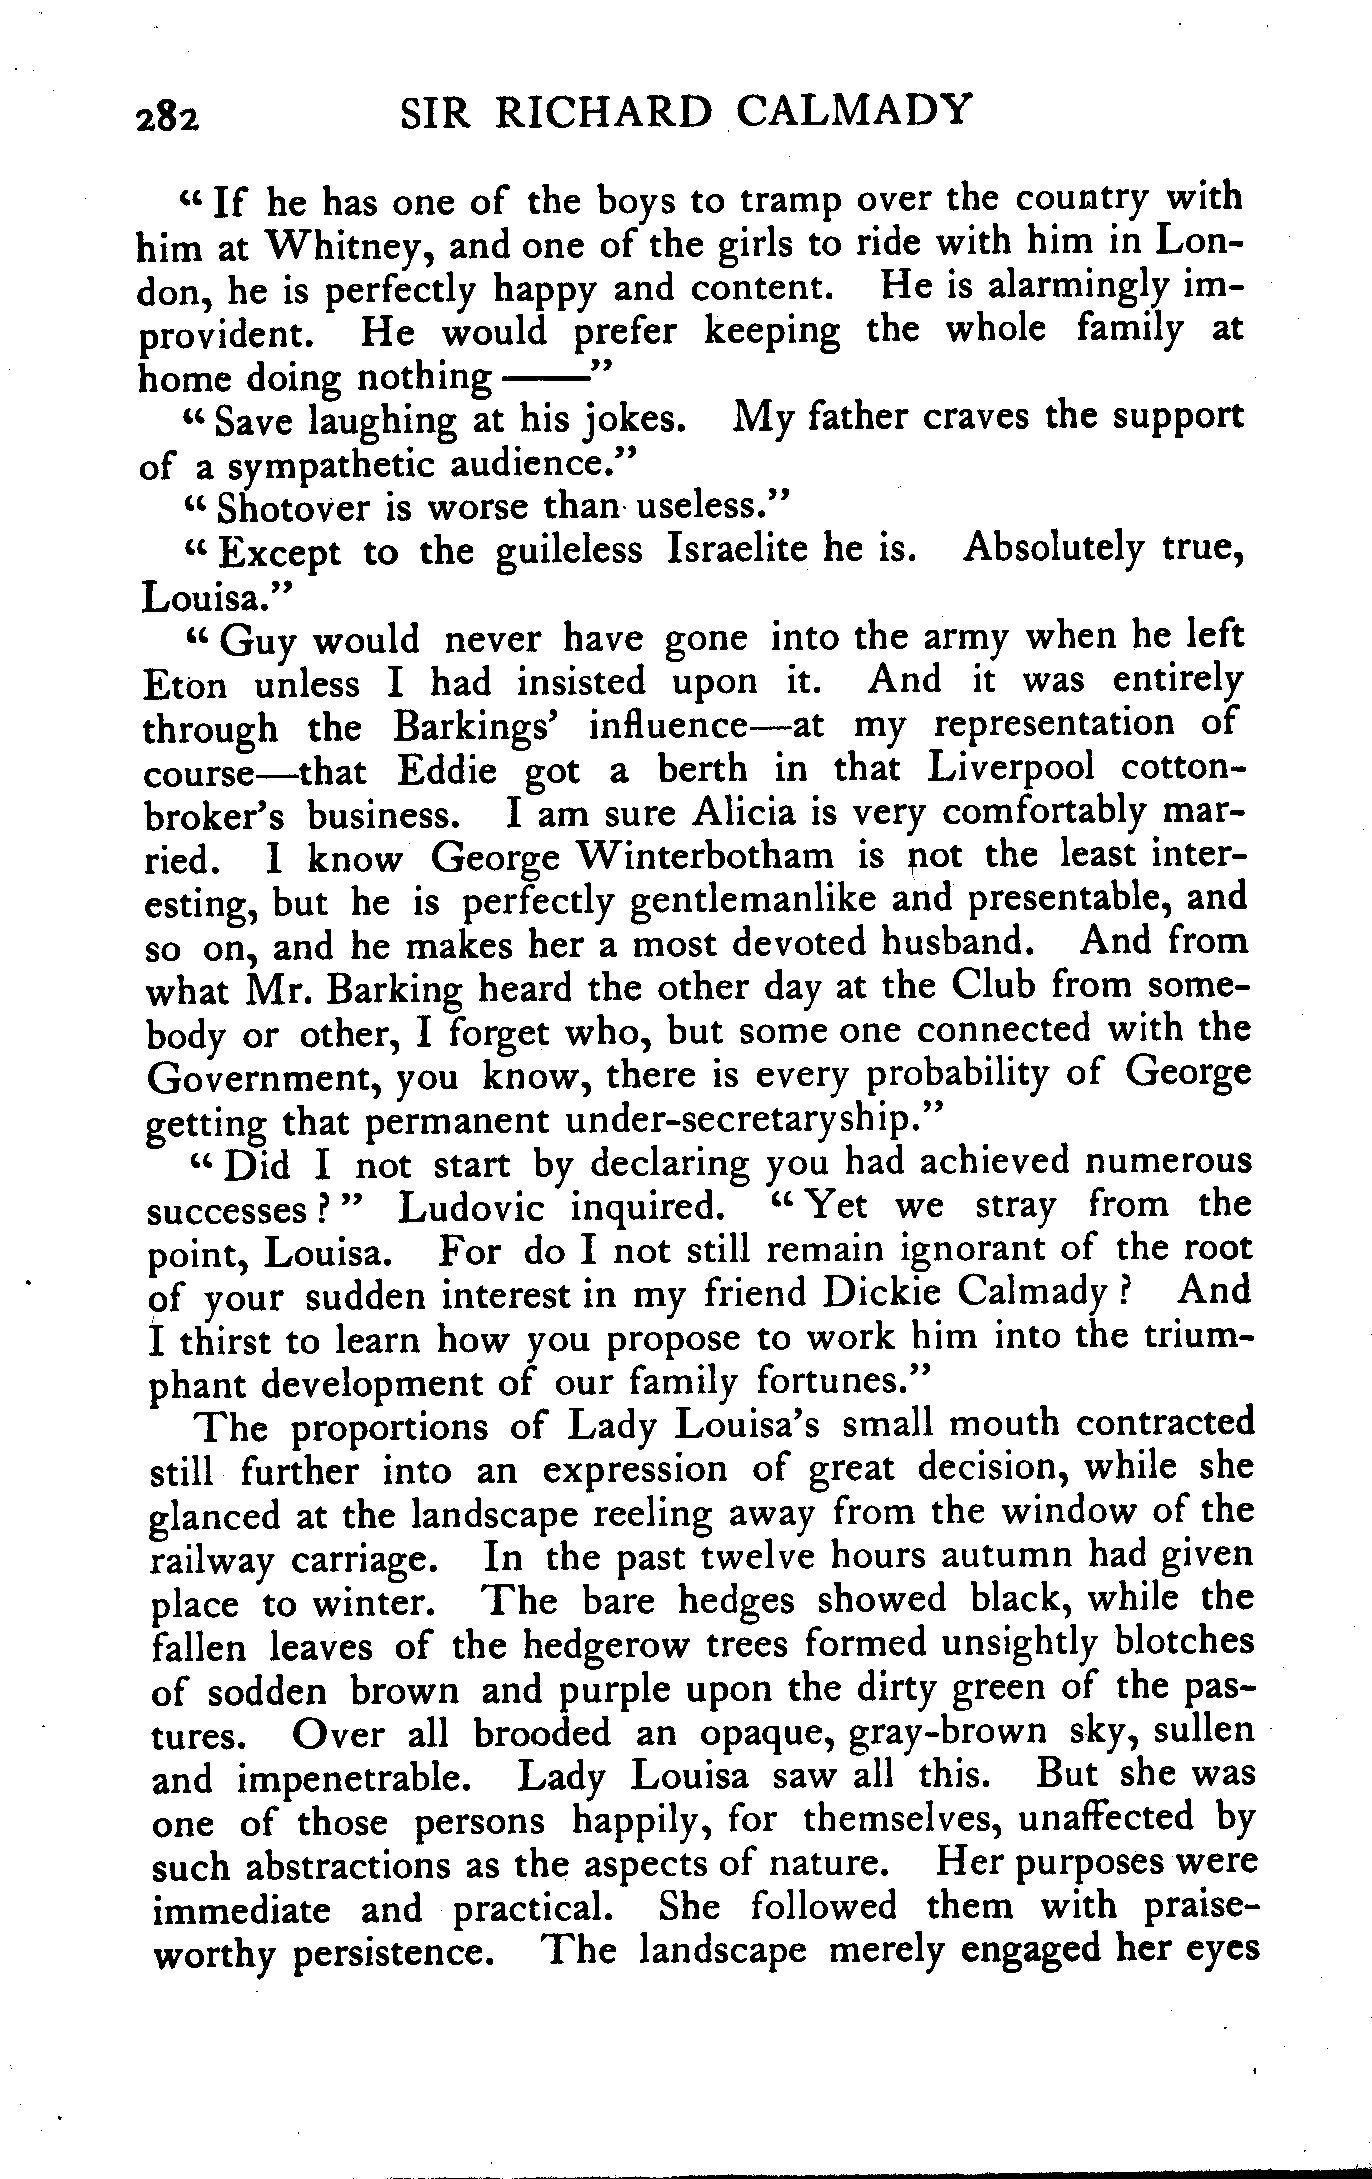 282 SIR RICHARD CALMADY
“ If he has one of the boys to tramp over the country with
him at Whitney, and one of the girls to ride with him in Lon-
don, he is perfectly happy and content. He is alarmingly im-
provident. He would prefer keeping the whole family at
home doing nothing ——”
“ Save laughing at his jokes. My father craves the support
of a sympathetic audience.”
“ Shotover is worse than useless.”
“ Except to the guileless Israelite he is. Absolutely true,
Louisa.”
“ Guy would never have gone into the army when he left
Eton unless I had insisted upon it. And it was entirely
through the Barkings’ influence—at my representation of
course—that Eddie got a berth in that Liverpool cotton-
broker’s business. I am sure Alicia is very comfortably mar-
ried. I know George Winterbotham is not the least inter-
esting, but he is perfectly gentlemanlike and presentable, and
so on, and he makes her a most devoted husband. And from
what Mr. Barking heard the other day at the Club from some-
body or other, I forget who, but some one connected with the
Government, you know, there is every probability of George
getting that permanent under-secretaryship.”
“ Did I not start by declaring you had achieved numerous
successes ? ” Ludovic inquired. “ Yet we stray from the
point, Louisa. For do I not still remain ignorant of the root
of your sudden interest in my friend Dickie Calmady ? And
I thirst to learn how you propose to work him into the trium-
phant development of our family fortunes.”
The proportions of Lady Louisa’s small mouth contracted
still further into an expression of great decision, while she
glanced at the landscape reeling away from the window of the
railway carriage. In the past twelve hours autumn had given
place to winter. The bare hedges showed black, while the
fallen leaves of the hedgerow trees formed unsightly blotches
of sodden brown and purple upon the dirty green of the pas-
tures. Over all brooded an opaque, gray-brown sky, sullen
and impenetrable. Lady Louisa saw all this. But she was
one of those persons happily, for themselves, unaffected by
such abstractions as the aspects of nature. Her purposes were
immediate and practical. She followed them with praise-
worthy persistence. The landscape merely engaged her eyes